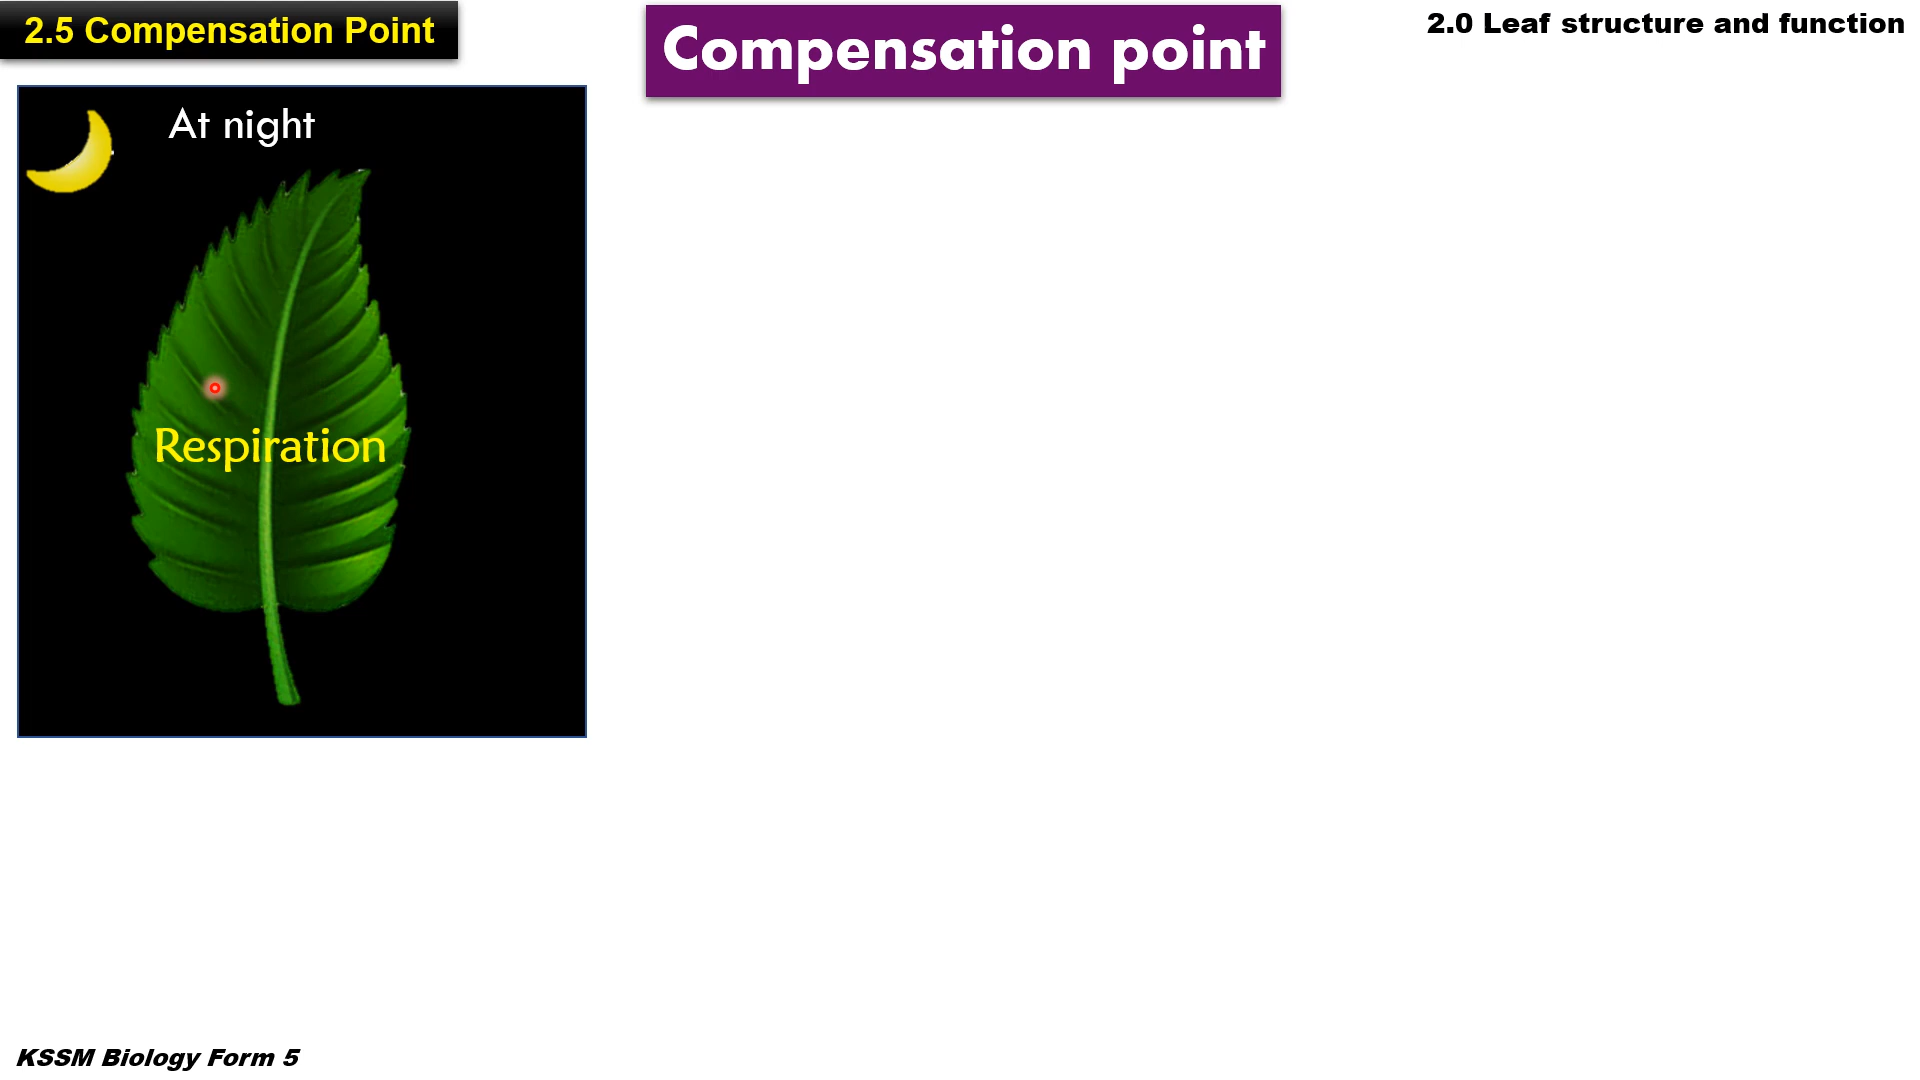 2.5 Compensation Point
Compensation point
2.0 Leaf structure and function
At night
Respiration
KSSM Biology Form 5